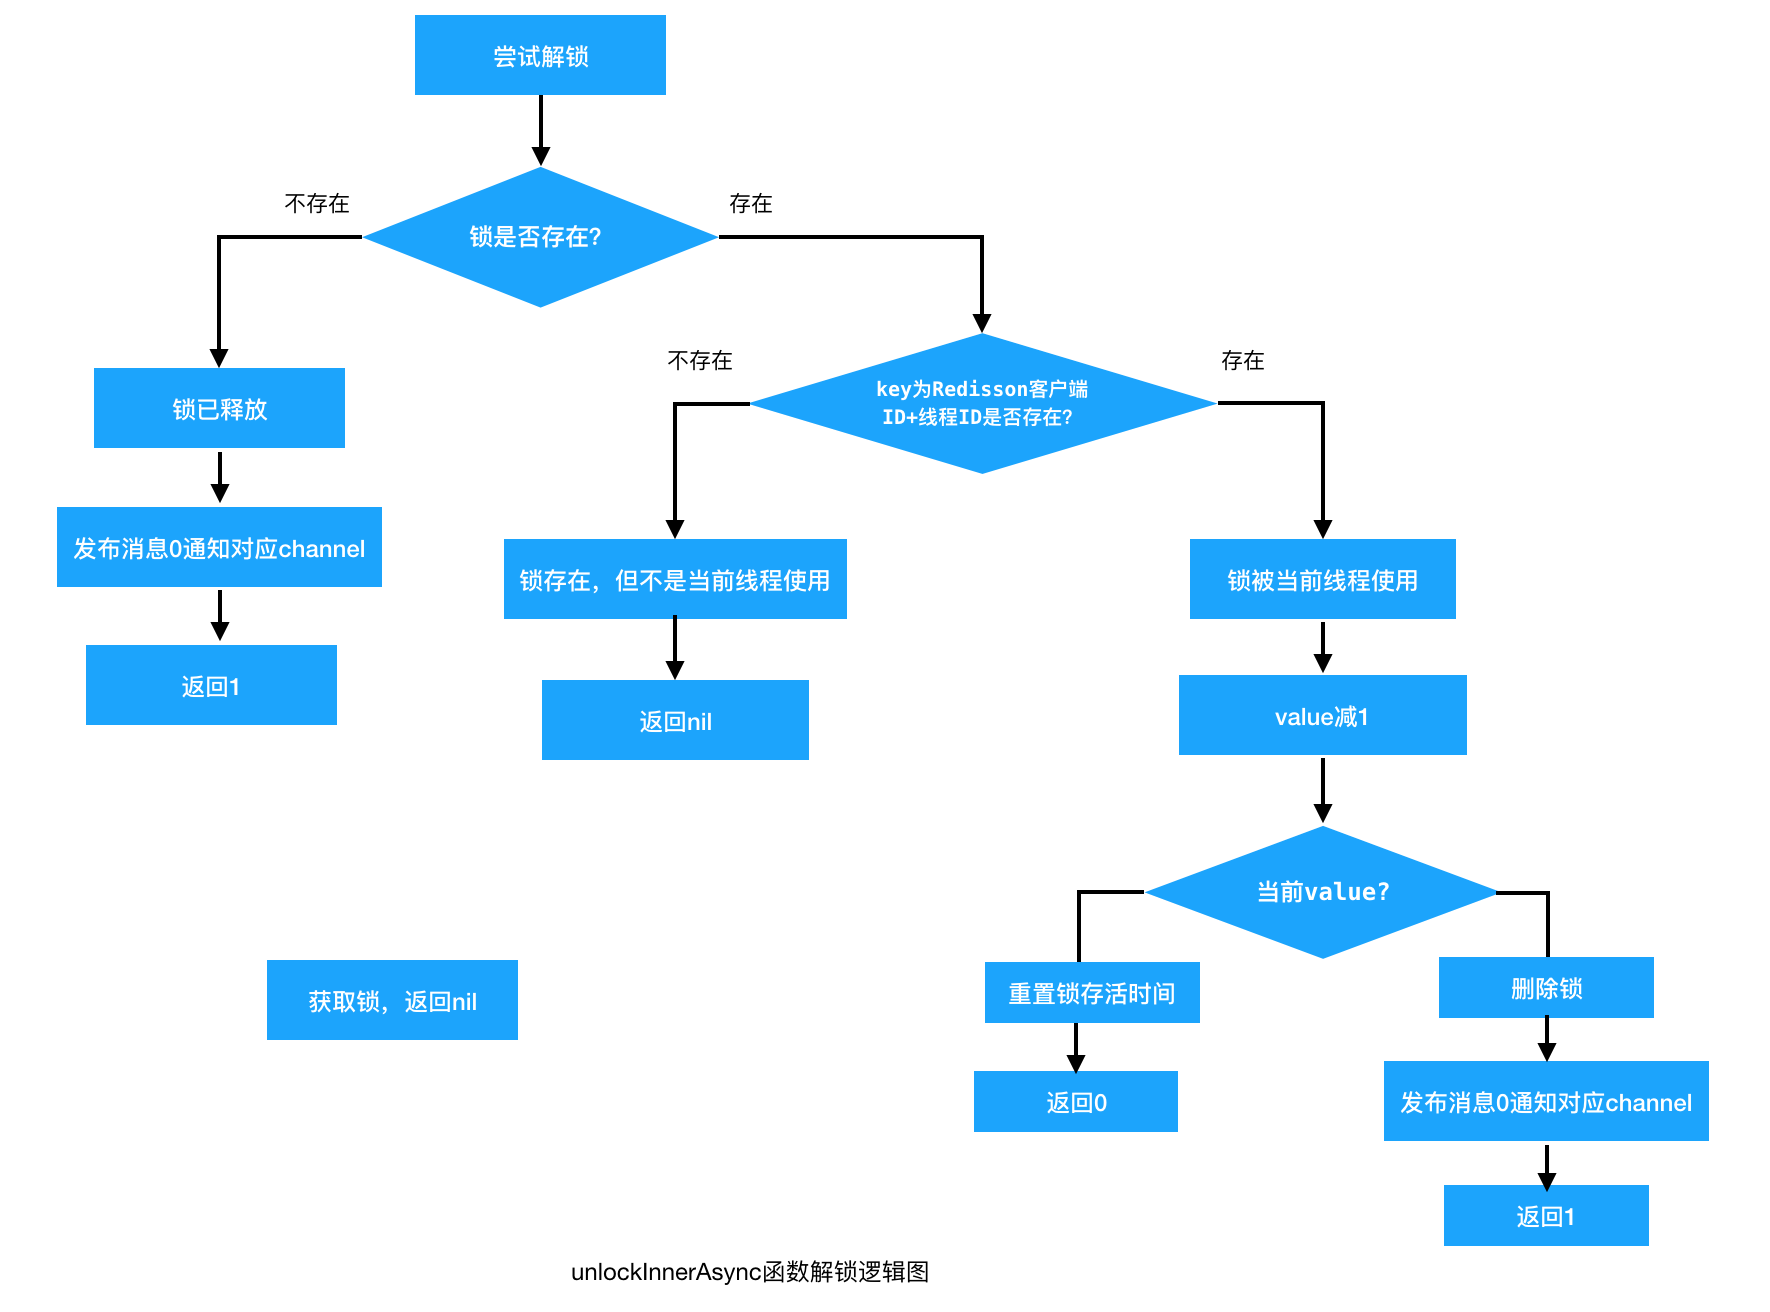 尝试解锁
不存在
存在
锁是否存在?
不存在
存在
key为Redisson客户端
ID+线程ID是否存在?
锁已释放
发布消息0通知对应channel
返回1
锁存在，但不是当前线程使用
返回nil
锁被当前线程使用
value减1
当前value?
重置锁存活时间
返回0
删除锁
发布消息0通知对应channel
返回1
获取锁，返回nil
unlockInnerAsync函数解锁逻辑图